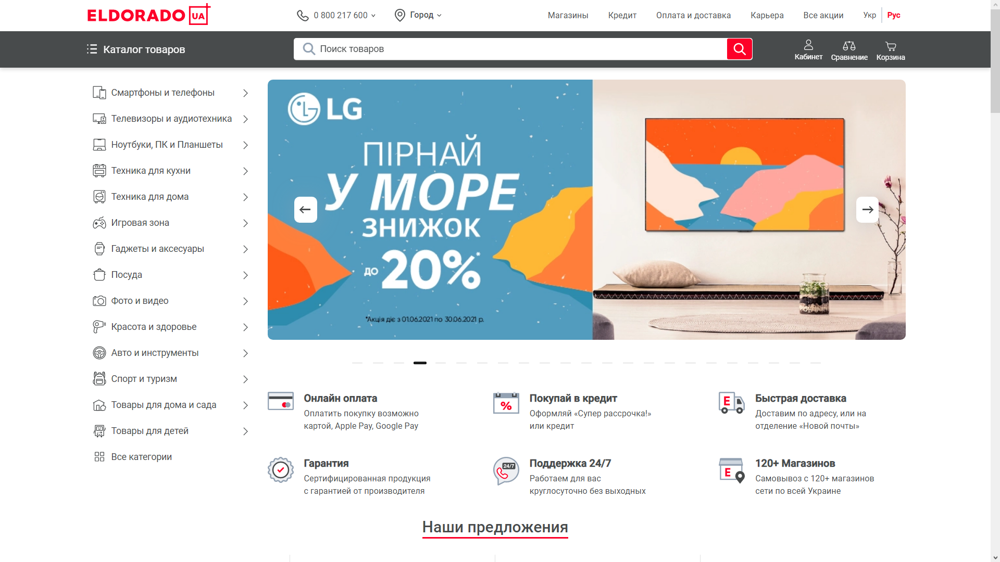 ELDORADO UA
0 800 217 600
Город
Магазины
Кредит
Оплата и доставка
Карьера
Все акции
Укр
Рус
Каталог товаров
Поиск товаров
Кабинет
Сравнение
Корзина
Смартфоны и телефоны
Телевизоры и аудиотехника
Ноутбуки, ПК и Планшеты
Техника для кухни
Техника для дома
Игровая зона
Гаджеты и аксесуары
Посуда
Фото и видео
Красота и здоровье
Авто и инструменты
Спорт и туризм
Товары для дома и сада
Товары для детей
Все категории
LG
ПІРНАЙ
У МОРЕ
ЗНИЖОК
ДО 20%*
*Акція діє з 01.06.2021 по 30.06.2021 р.
Онлайн оплата
Оплатить покупку возможно
картой, Apple Pay, Google Pay
%
Покупай в кредит
Оформляй «Супер рассрочка!»
или кредит
E
Быстрая доставка
Доставим по адресу, или на
отделение «Новой почты»
Гарантия
Сертифицированная продукция
с гарантией от производителя
24/7
Поддержка 24/7
Работаем для вас
круглосуточно без выходных
E
120+ Магазинов
Самовывоз с 120+ магазинов
сети по всей Украине
Наши предложения